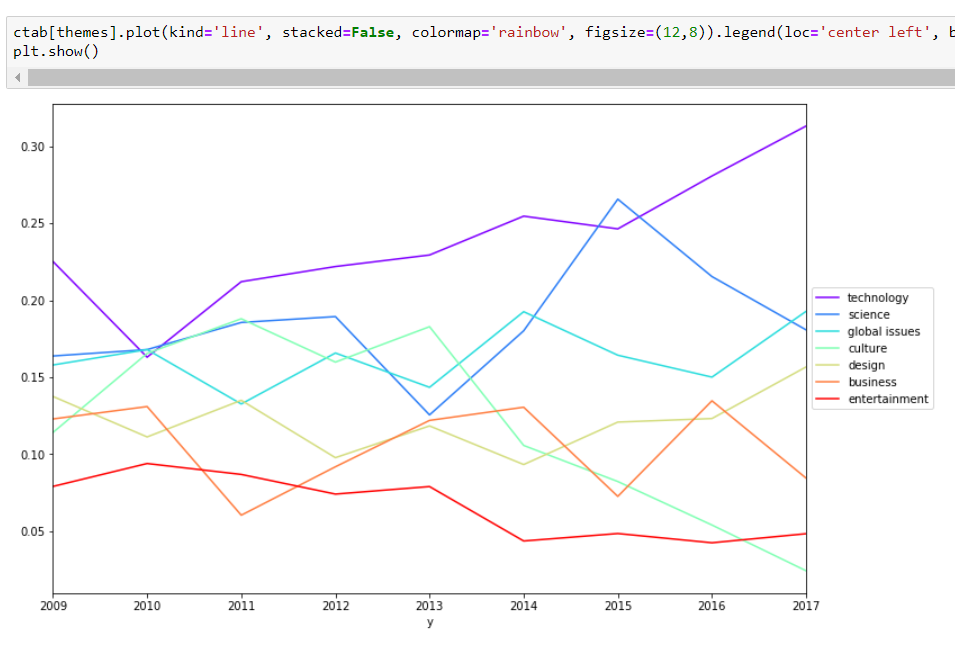 ctab[themes].plot(kind='line', stacked=False, colormap='rainbow', figsize=(12,8)).legend(loc='center left', b
plt.show()
0.30
0.25
0.20
0.15
0.10
0.05
2009 2010 2011 2012 2013 2014 2015 2016 2017
y
technology
science
global issues
culture
design
business
entertainment